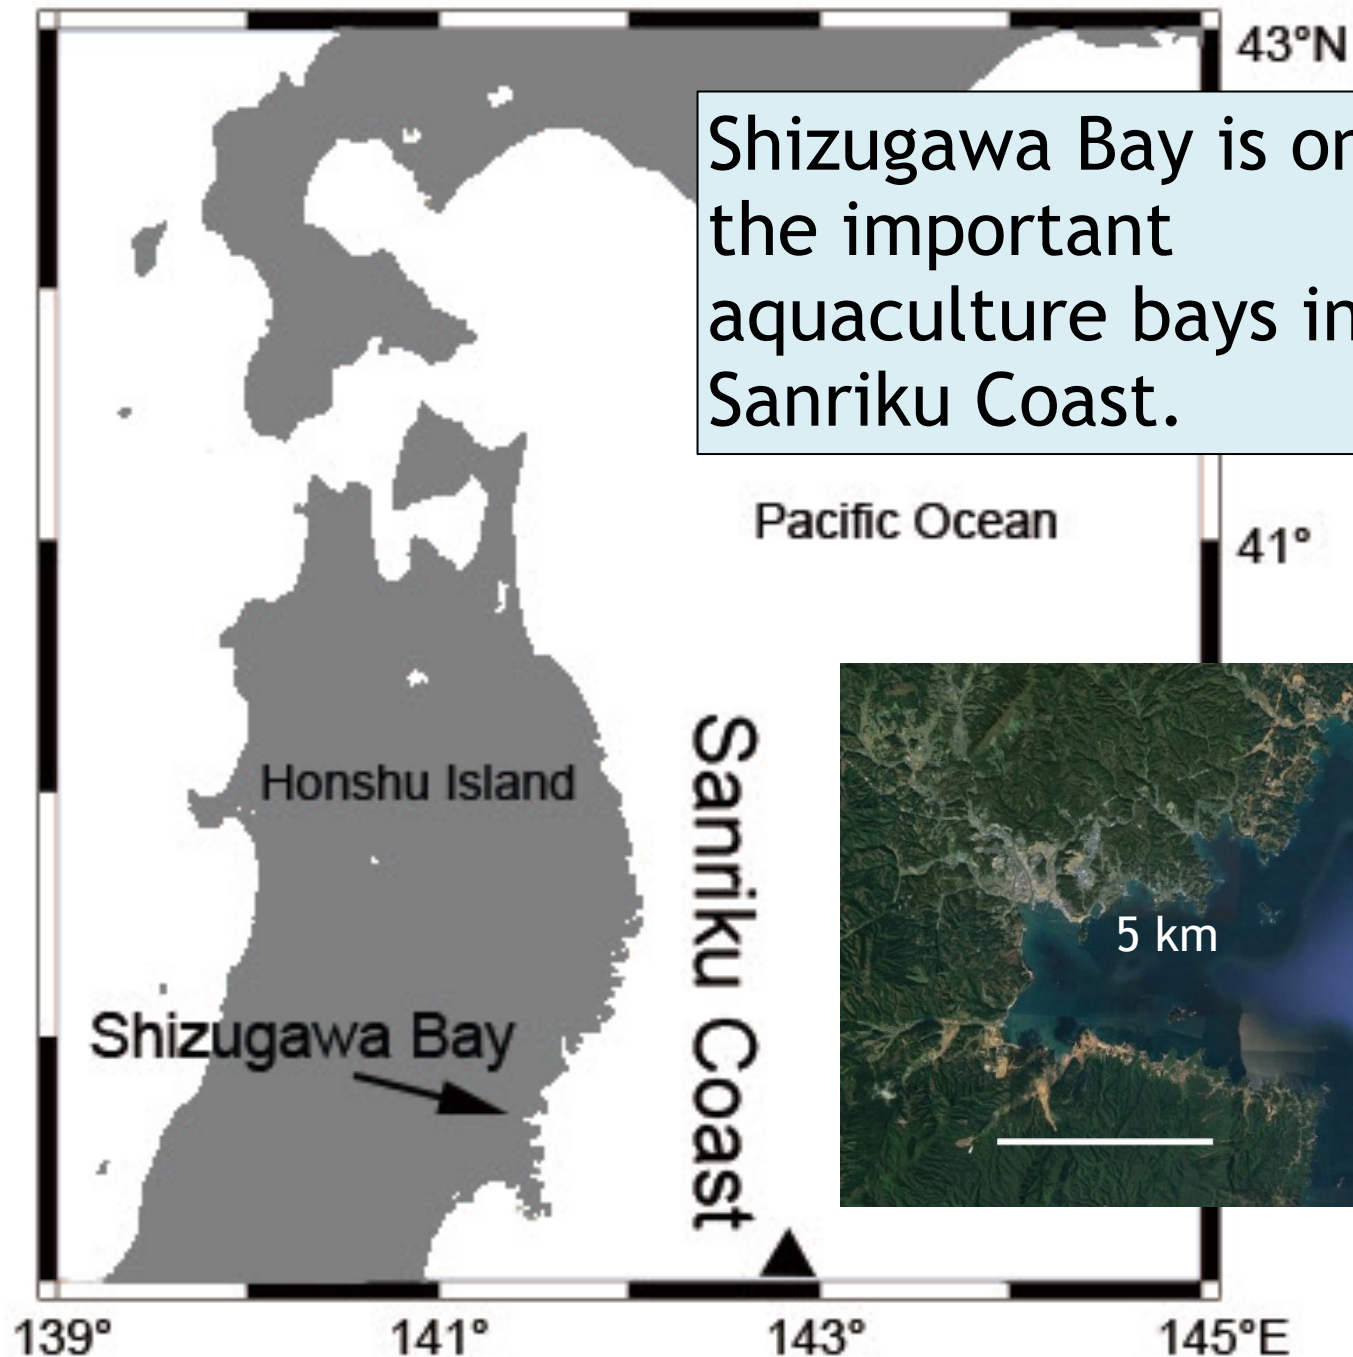 43°N
Shizugawa Bay is
the important
aquaculture bays in
Sanriku Coast.
Pacific Ocean
41°
Sanriku Coast
Honshu Island
5 km
Shizugawa Bay
139°
141°
143°
145°E